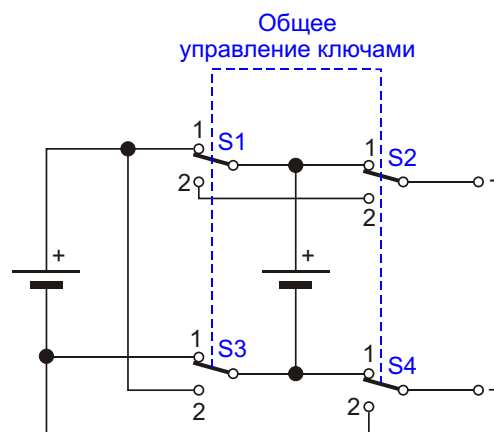 Общее
управление ключами
1 S1
1 S2
2
2
+
+
1 S3
1 S4
2
2